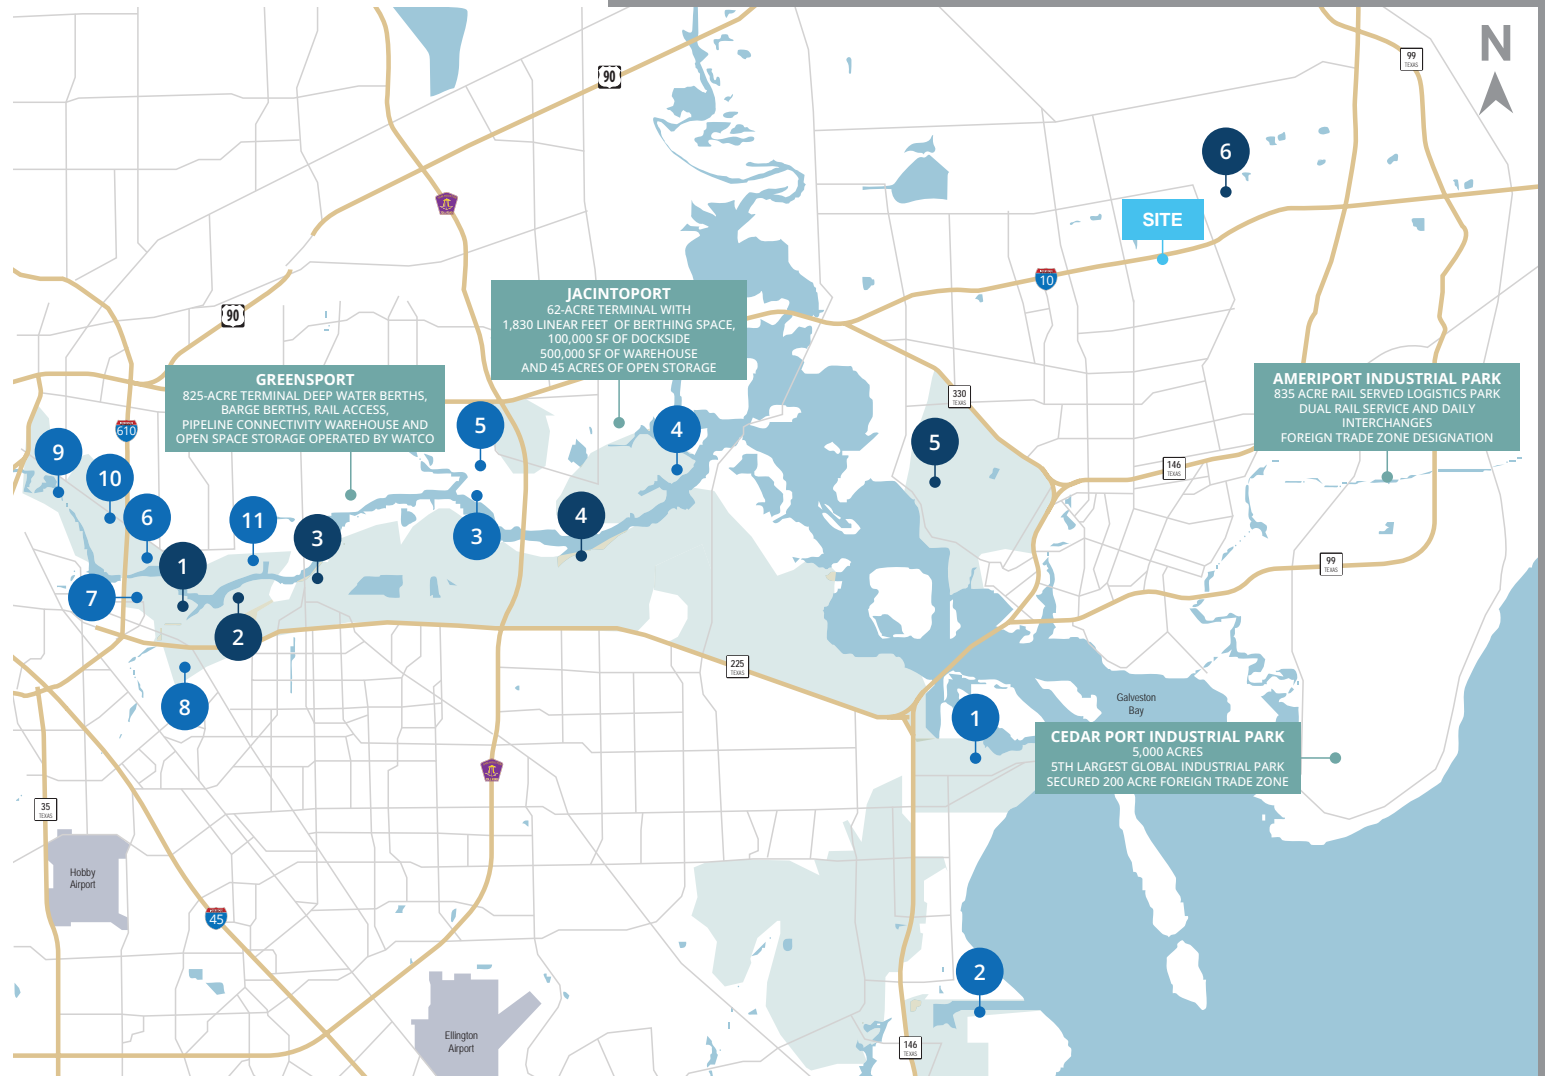 N
99
TEXAS
90
6
SITE
10
JACINTOPORT
62-ACRE TERMINAL WITH
1,830 LINEAR FEET OF BERTHING SPACE,
100,000 SF OF DOCKSIDE
500,000 SF OF WAREHOUSE
AND 45 ACRES OF OPEN STORAGE
90
GREENSPORT
825-ACRE TERMINAL DEEP WATER BERTHS,
BARGE BERTHS, RAIL ACCESS,
PIPELINE CONNECTIVITY WAREHOUSE AND
OPEN SPACE STORAGE OPERATED BY WATCO
AMERIPORT INDUSTRIAL PARK
835 ACRE RAIL SERVED LOGISTICS PARK
DUAL RAIL SERVICE AND DAILY
INTERCHANGES
FOREIGN TRADE ZONE DESIGNATION
330
TEXAS
610
5
4
5
9
146
TEXAS
10
6
11
3
4
3
1
99
TEXAS
7
2
225
TEXAS
8
Galveston
Bay
1
CEDAR PORT INDUSTRIAL PARK
5,000 ACRES
5TH LARGEST GLOBAL INDUSTRIAL PARK
SECURED 200 ACRE FOREIGN TRADE ZONE
35
TEXAS
Hobby
Airport
45
2
Ellington
Airport
146
TEXAS